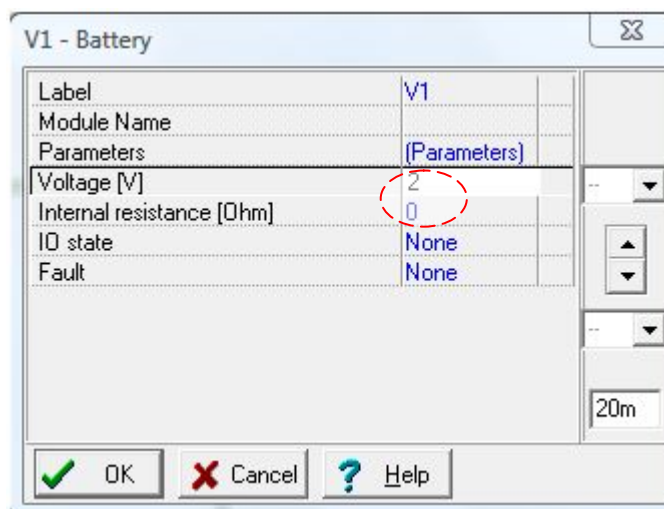 V1 - Battery
Label V1
Module Name
Parameters (Parameters)
Voltage [V] 2
Internal resistance [Ohm] 0
IO state None
Fault None
--
--
20m
OK Cancel Help